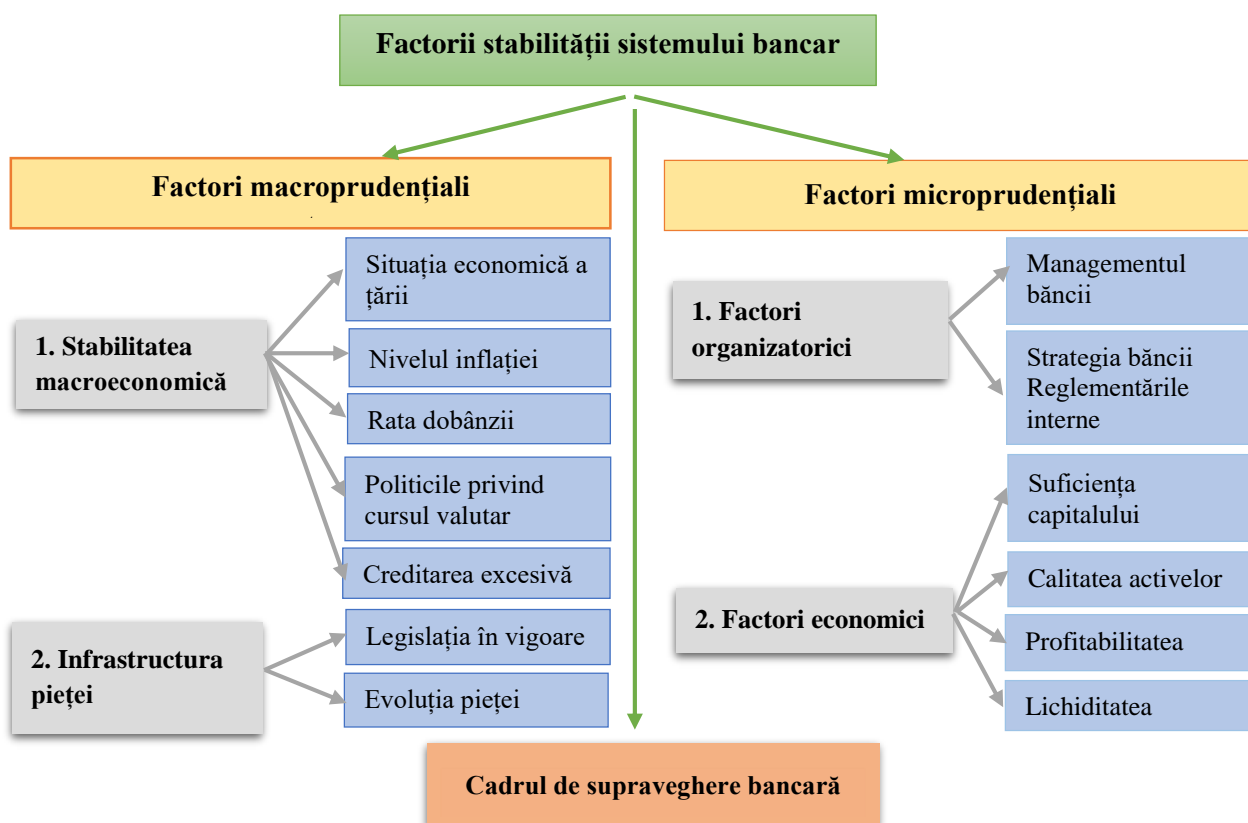 Factorii stabilității sistemului bancar
Factori macroprudențiali
.
Situația economică a
țării
1. Stabilitatea
macroeconomică
Nivelul inflației
Rata dobânzii
Politicile privind
cursul valutar
Creditarea excesivă
2. Infrastructura
pieței
Legislația în vigoare
Evoluția pieței
Factori microprudențiali
1. Factori
organizatorici
Managementul
băncii
Strategia băncii
Reglementările
interne
2. Factori economici
Suficiența
capitalului
Calitatea activelor
Profitabilitatea
Lichiditatea
Cadrul de supraveghere bancară